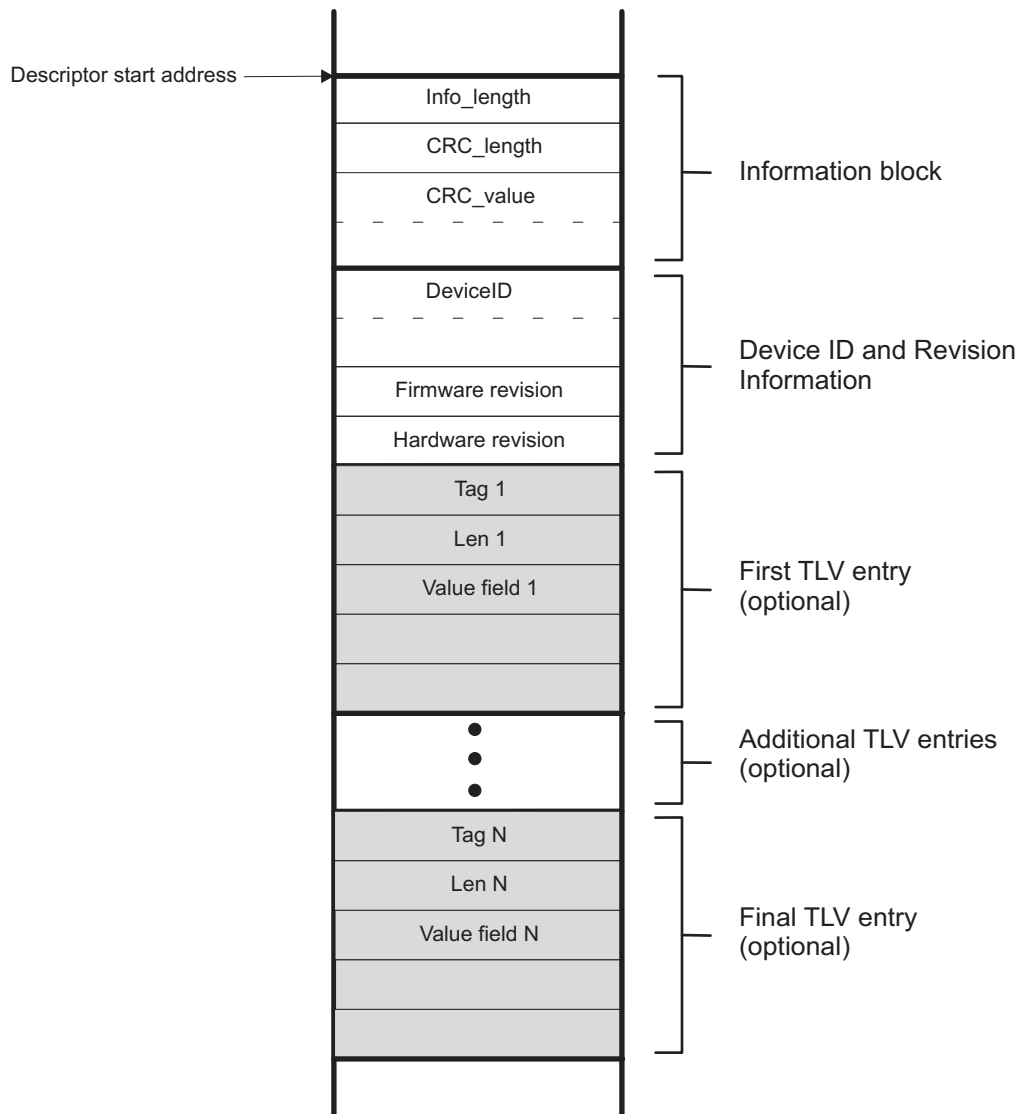 Descriptor start address
Info_length
CRC_length
CRC_value
Information block
DeviceID
Firmware revision
Hardware revision
Device ID and Revision
Information
Tag 1
Len 1
Value field 1
First TLV entry
(optional)
Additional TLV entries
(optional)
Tag N
Len N
Value field N
Final TLV entry
(optional)